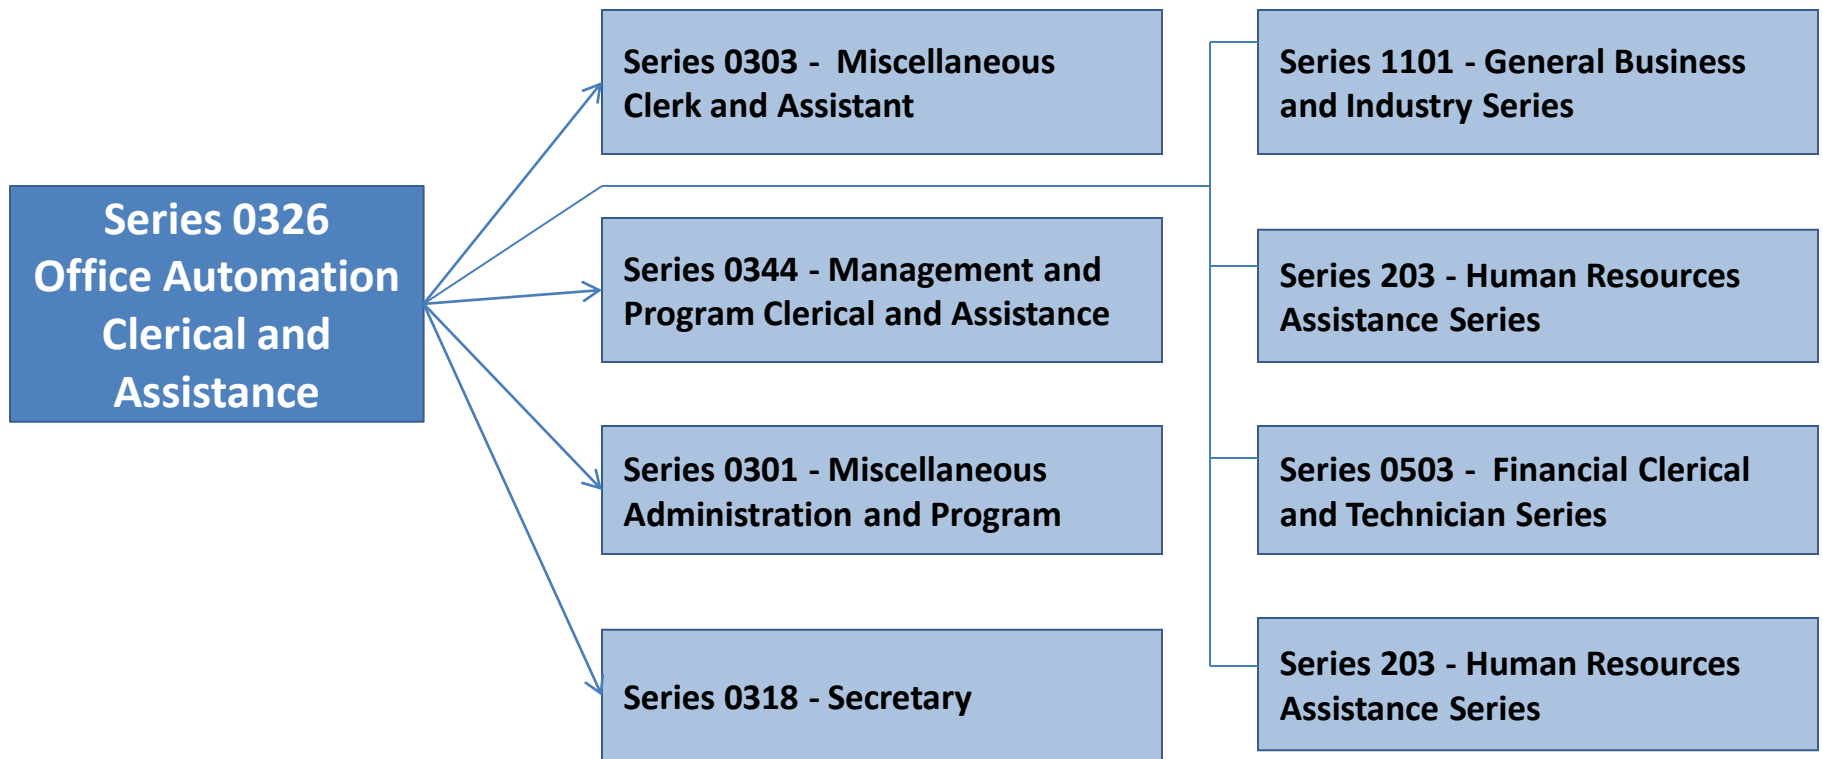 Series 0326
Office Automation
Clerical and
Assistance
Series 0303 -  Miscellaneous
Clerk and Assistant
Series 0344 - Management and
Program Clerical and Assistance
Series 0301 - Miscellaneous
Administration and Program
Series 0318 - Secretary
Series 1101 - General Business
and Industry Series
Series 203 - Human Resources
Assistance Series
Series 0503 -  Financial Clerical
and Technician Series
Series 203 - Human Resources
Assistance Series